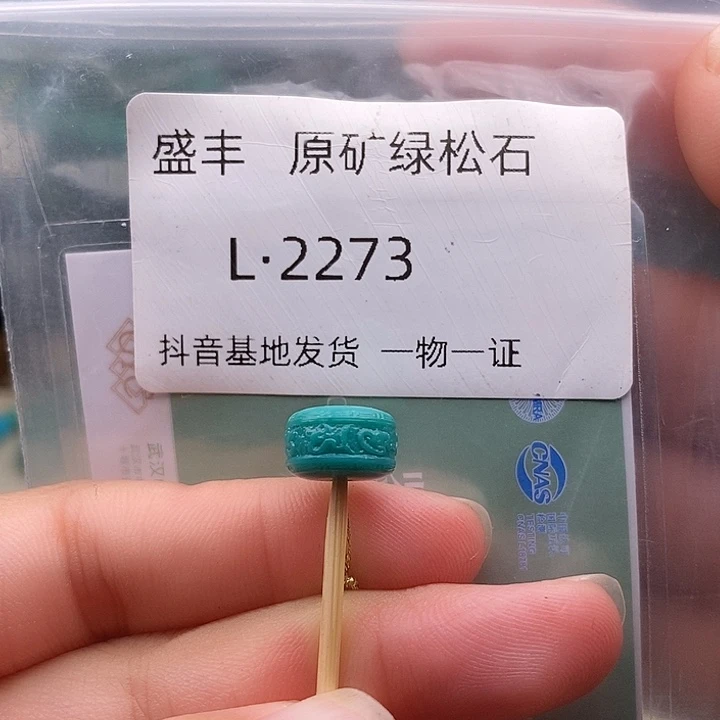 盛丰 原矿绿松石
L·2273
抖音基地发货 一物一证
CNAS
TESTING